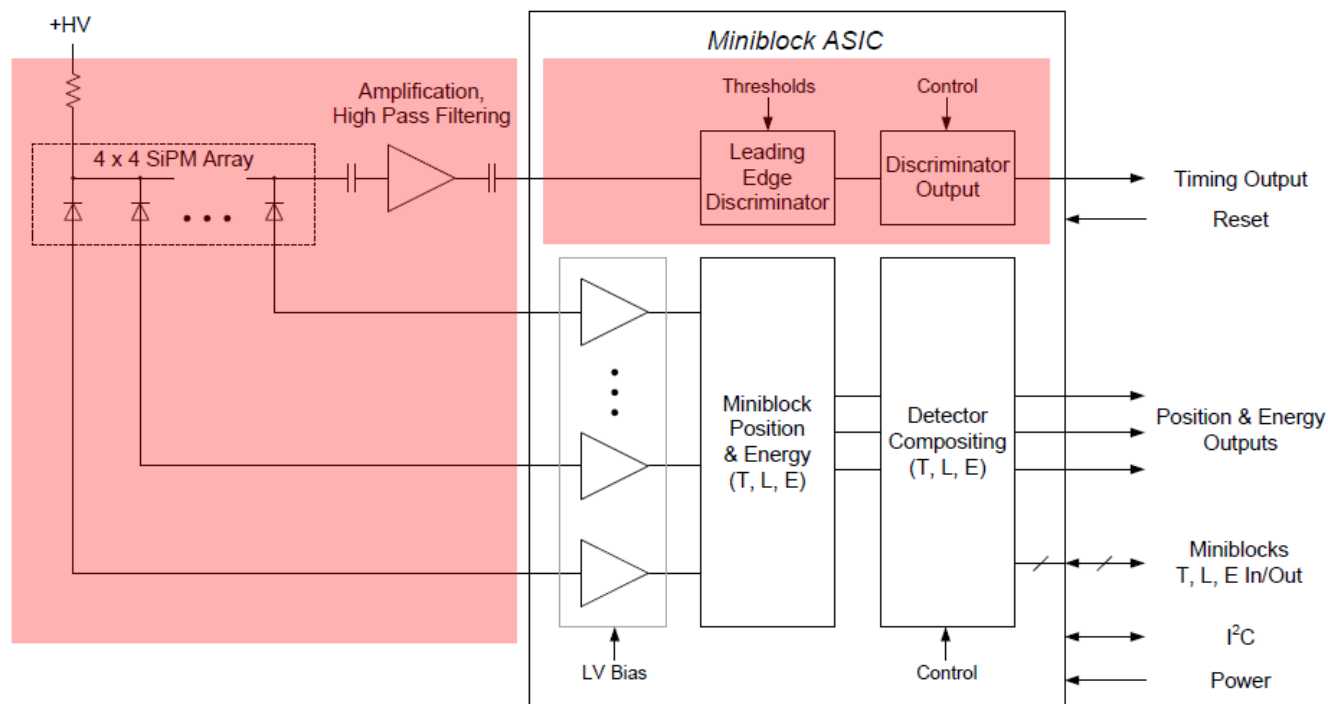 +HV
Miniblock ASIC
Amplification,
High Pass Filtering
Thresholds
Control
4 x 4 SiPM Array
Leading
Edge
Discriminator
Discriminator
Output
Timing Output
Reset
Miniblock
Position
& Energy
(T, L, E)
Detector
Compositing
(T, L, E)
Position & Energy
Outputs
Miniblocks
T, L, E In/Out
I²C
LV Bias
Control
Power